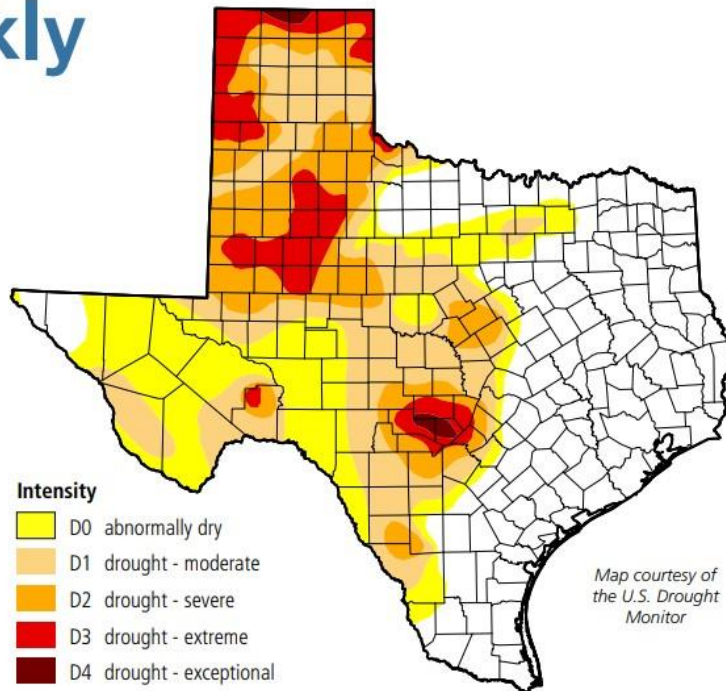 kly
Intensity
D0 abnormally dry
D1 drought - moderate
D2 drought - severe
D3 drought - extreme
D4 drought - exceptional
Map courtesy of
the U.S. Drought
Monitor